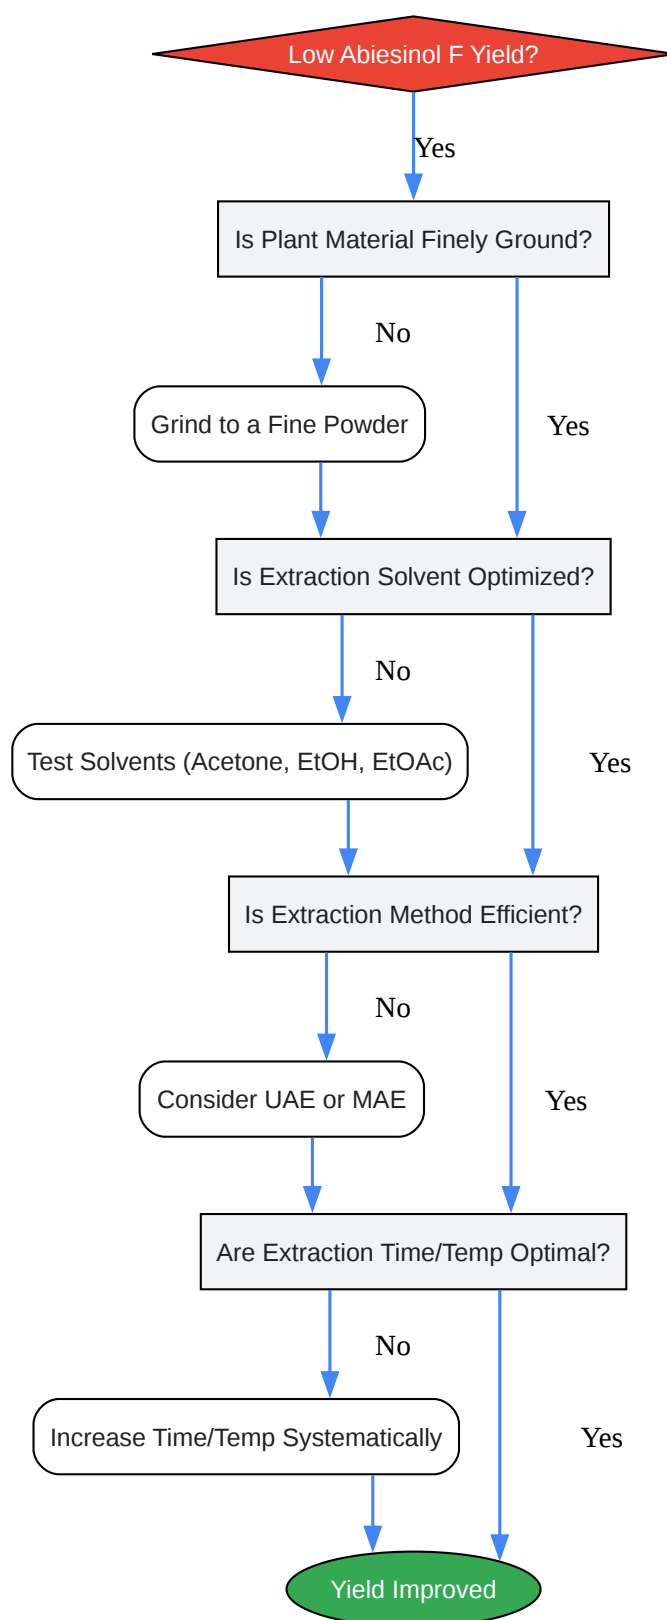 Low Abiesinol F Yield?
Yes
Is Plant Material Finely Ground?
No
Grind to a Fine Powder
Yes
Is Extraction Solvent Optimized?
No
Test Solvents (Acetone, EtOH, EtOAc)
Yes
Is Extraction Method Efficient?
No
Consider UAE or MAE
Yes
Are Extraction Time/Temp Optimal?
No
Increase Time/Temp Systematically
Yes
Yield Improved